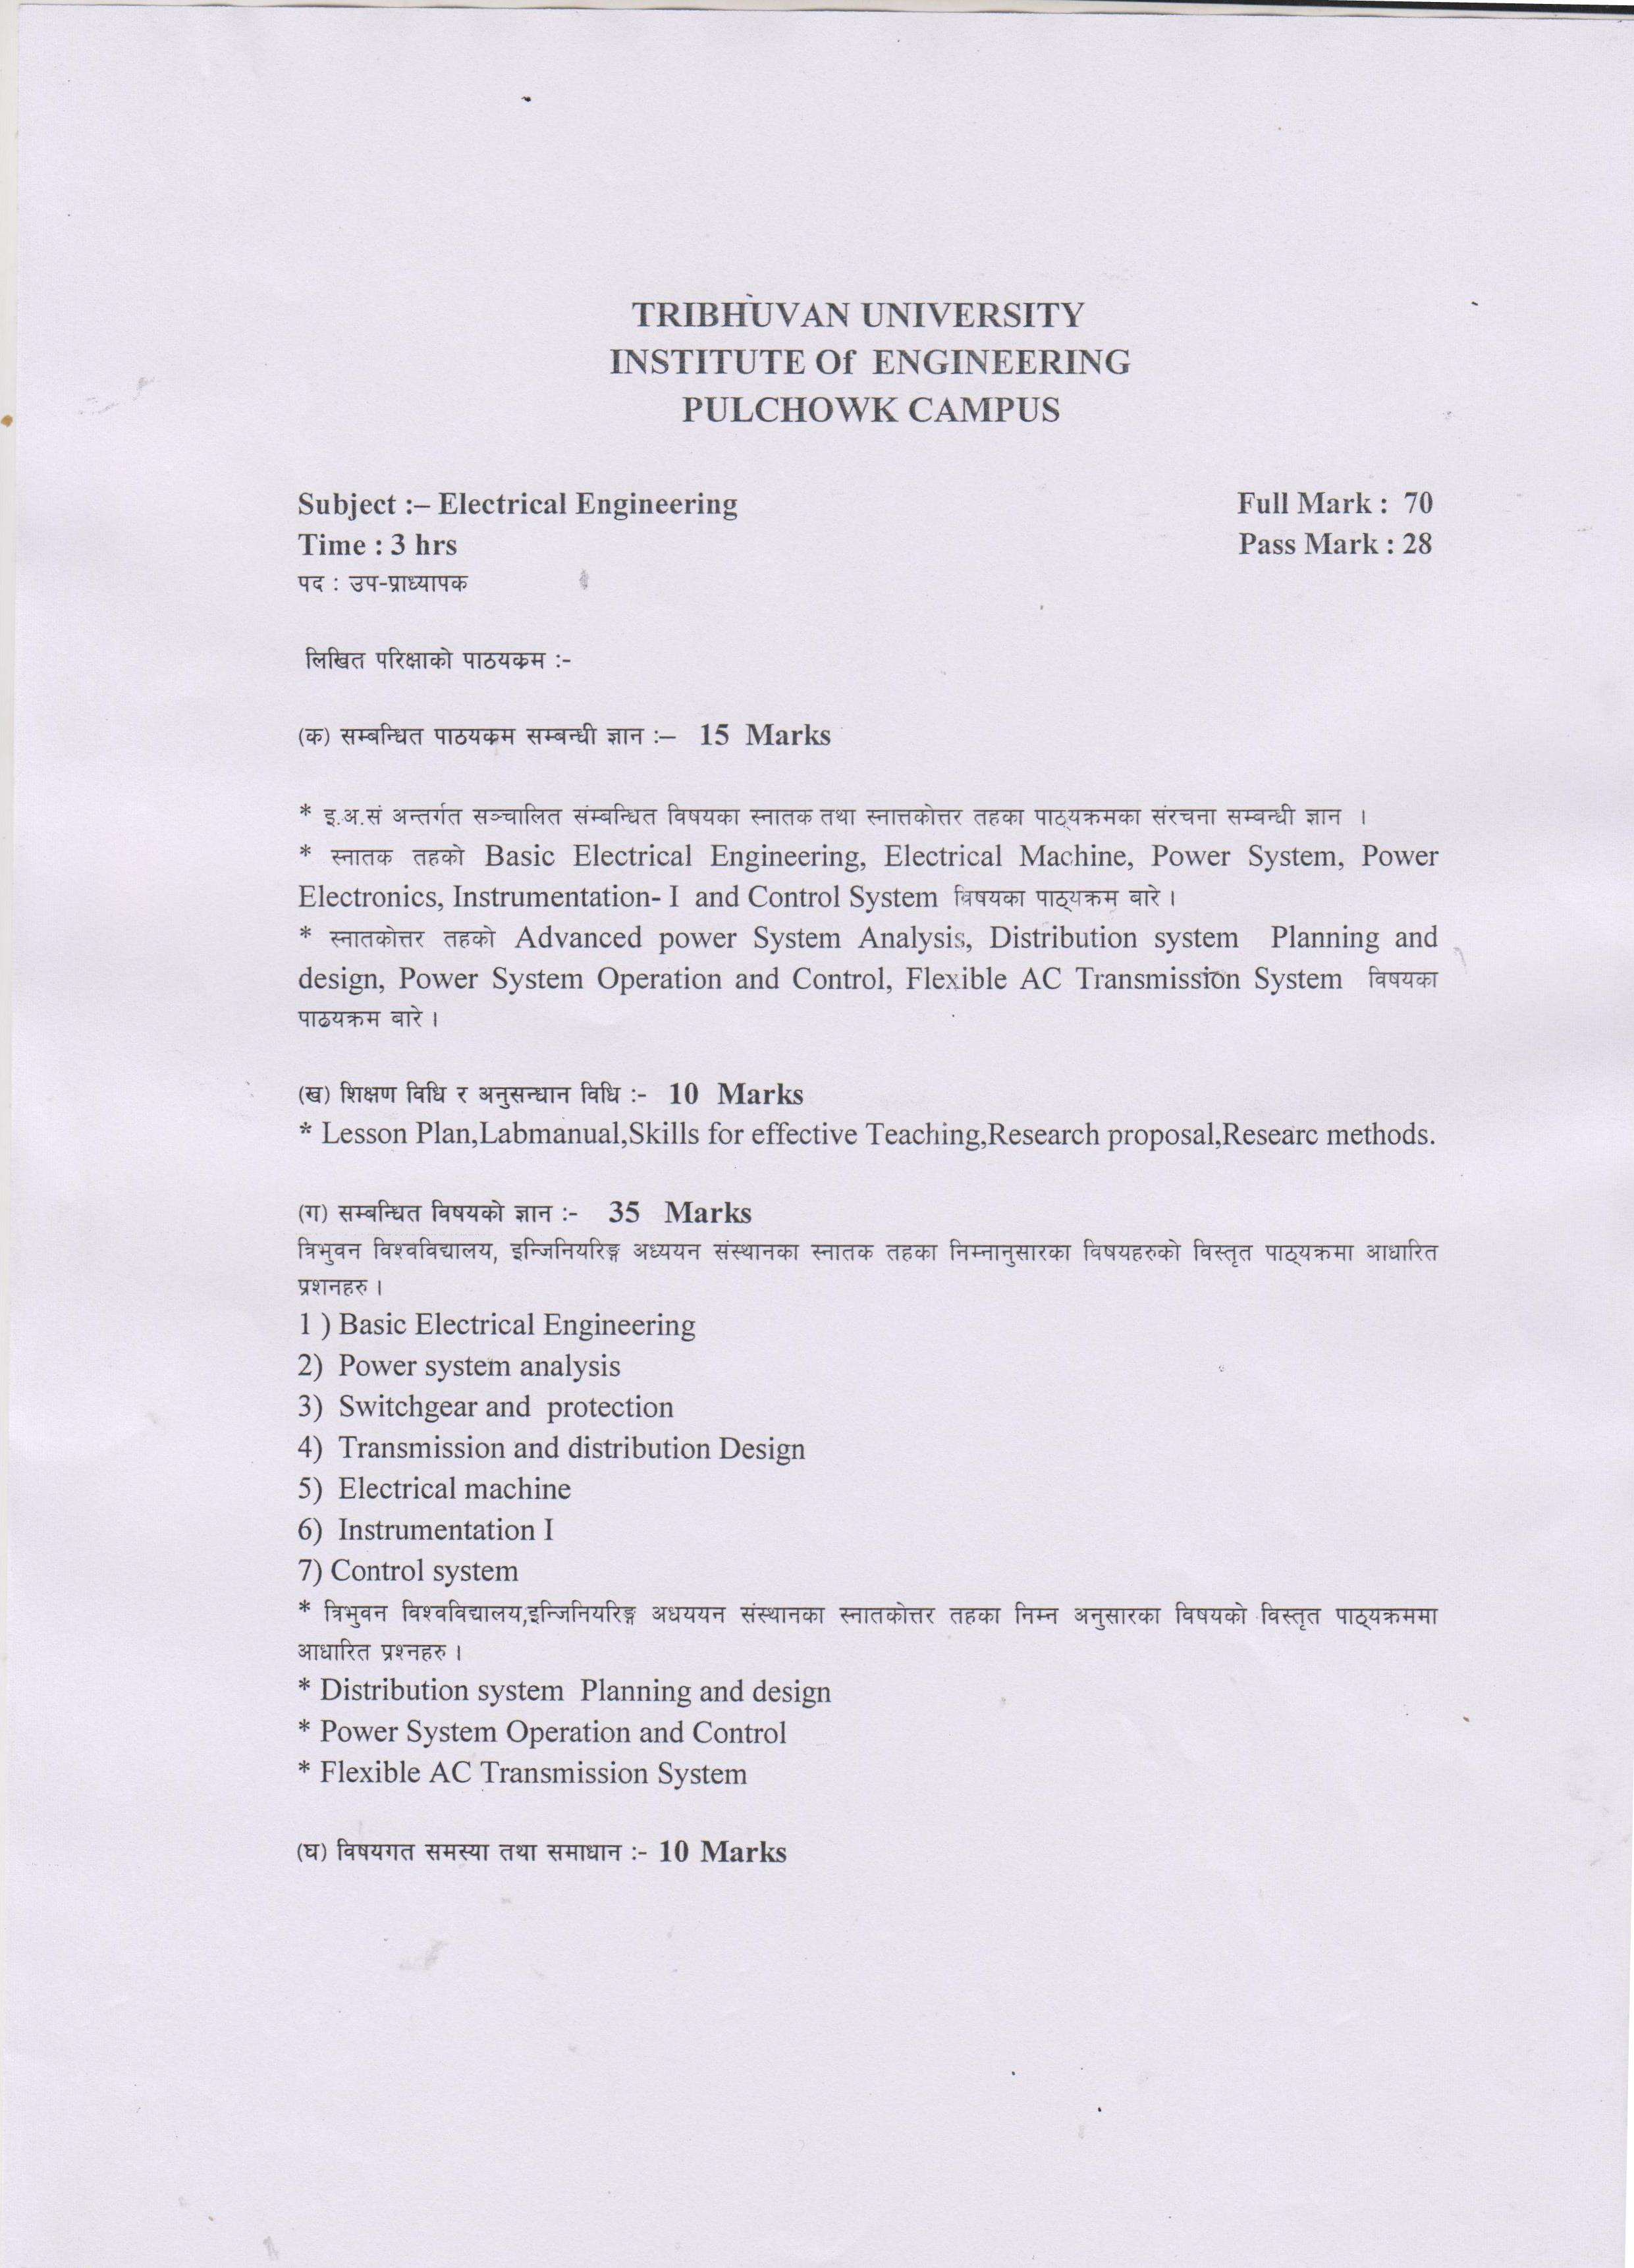 TRIBHUVAN UNIVERSITY
INSTITUTE Of ENGINEERING
PULCHOWK CAMPUS
Subject :– Electrical Engineering Full Mark : 70
Time : 3 hrs Pass Mark : 28
पद : उप-प्राध्यापक
लिखित परिक्षाको पाठयक्रम :-
(क) सम्बन्धित पाठयक्रम सम्बन्धी ज्ञान :– 15 Marks
* इ.अ.सं अन्तर्गत सञ्चालित संम्बन्धित विषयका स्नातक तथा स्नात्तकोत्तर तहका पाठ्यक्रमका संरचना सम्बन्धी ज्ञान ।
* स्नातक तहको Basic Electrical Engineering, Electrical Machine, Power System, Power
Electronics, Instrumentation- I and Control System विषयका पाठ्यक्रम बारे ।
* स्नातकोत्तर तहको Advanced power System Analysis, Distribution system Planning and
design, Power System Operation and Control, Flexible AC Transmission System विषयका
पाठयक्रम बारे ।
(ख) शिक्षण विधि र अनुसन्धान विधि :- 10 Marks
* Lesson Plan,Labmanual,Skills for effective Teaching,Research proposal,Researc methods.
(ग) सम्बन्धित विषयको ज्ञान :- 35 Marks
त्रिभुवन विश्वविद्यालय, इन्जिनियरिङ्ग अध्ययन संस्थानका स्नातक तहका निम्नानुसारका विषयहरुको विस्तृत पाठ्यक्रमा आधारित
प्रशनहरु ।
1 ) Basic Electrical Engineering
2) Power system analysis
3) Switchgear and protection
4) Transmission and distribution Design
5) Electrical machine
6) Instrumentation I
7) Control system
* त्रिभुवन विश्वविद्यालय,इन्जिनियरिङ्ग अधययन संस्थानका स्नातकोत्तर तहका निम्न अनुसारका विषयको विस्तृत पाठ्यक्रममा
आधारित प्रश्नहरु ।
* Distribution system Planning and design
* Power System Operation and Control
* Flexible AC Transmission System
(घ) विषयगत समस्या तथा समाधान :- 10 Marks